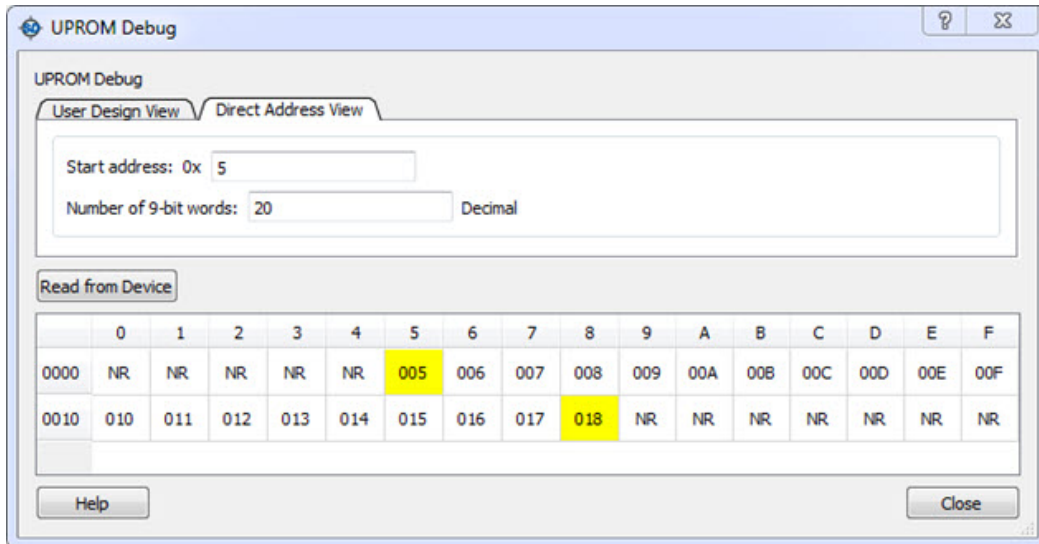 UPROM Debug
UPROM Debug
User Design View Direct Address View
Start address: 0x 5
Number of 9-bit words: 20 Decimal
Read from Device
0 1 2 3 4 5 6 7 8 9 A B C D E F
0000 NR NR NR NR NR 005 006 007 008 009 00A 00B 00C 00D 00E 00F
0010 010 011 012 013 014 015 016 017 018 NR NR NR NR NR NR NR
Help Close